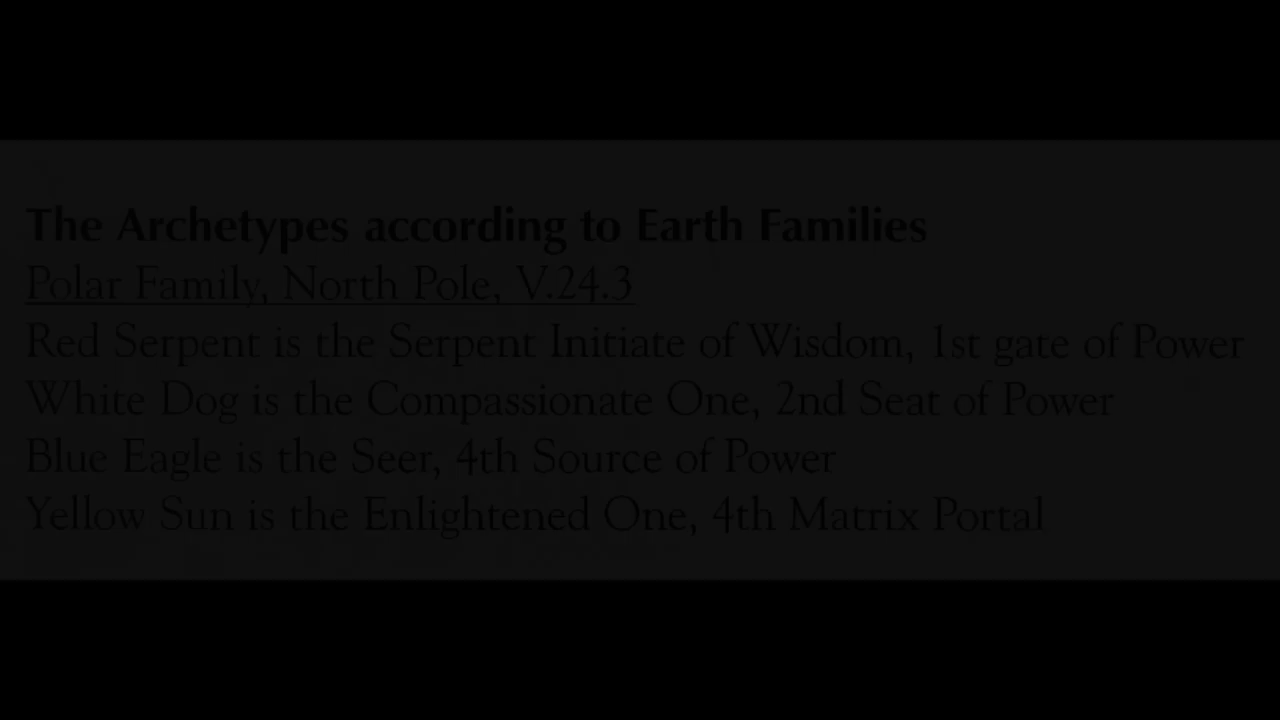 The Archetypes according to Earth Families
Polar Family, North Pole, V.24.3
Red Serpent is the Serpent Initiate of Wisdom, 1st gate of Power
White Dog is the Compassionate One, 2nd Seat of Power
Blue Eagle is the Seer, 4th Source of Power
Yellow Sun is the Enlightened One, 4th Matrix Portal